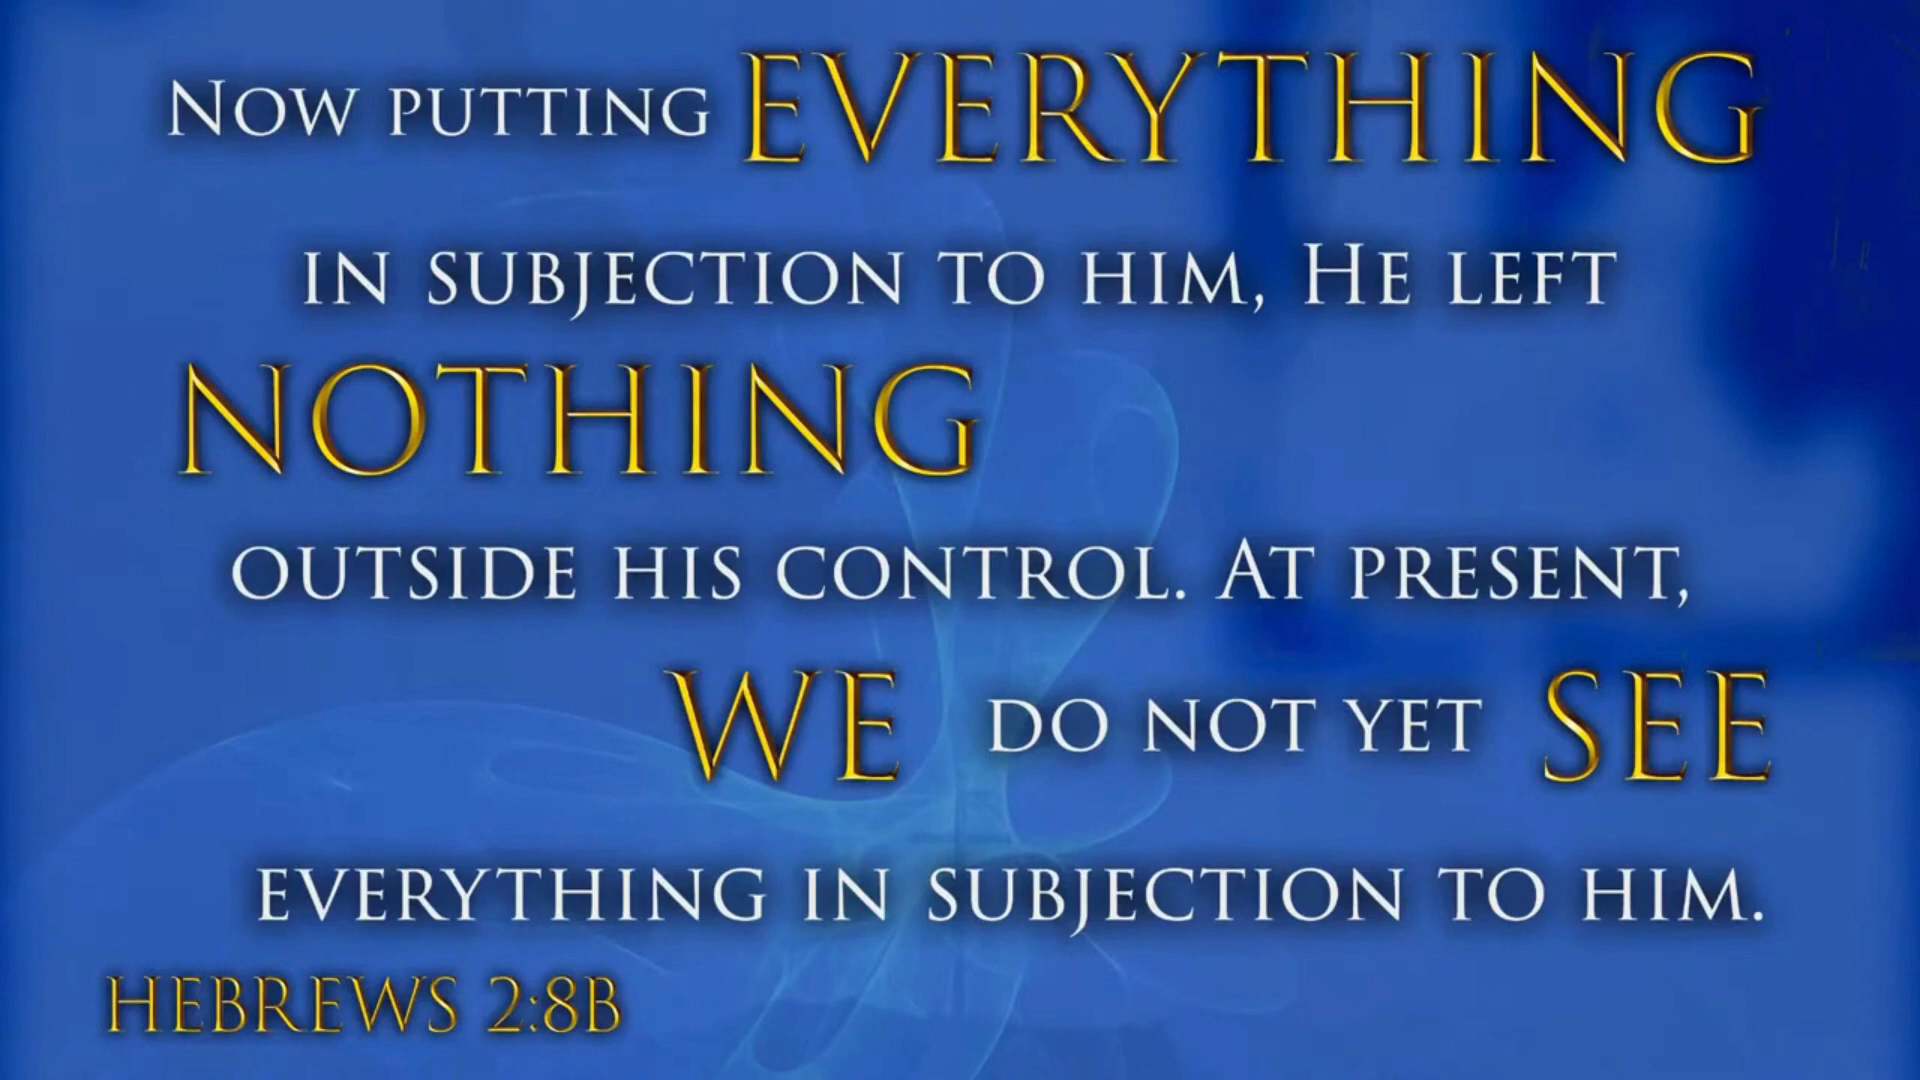 Now putting EVERYTHING
in subjection to him, He left
NOTHING
outside his control. At present,
WE do not yet SEE
everything in subjection to him.
HEBREWS 2:8B